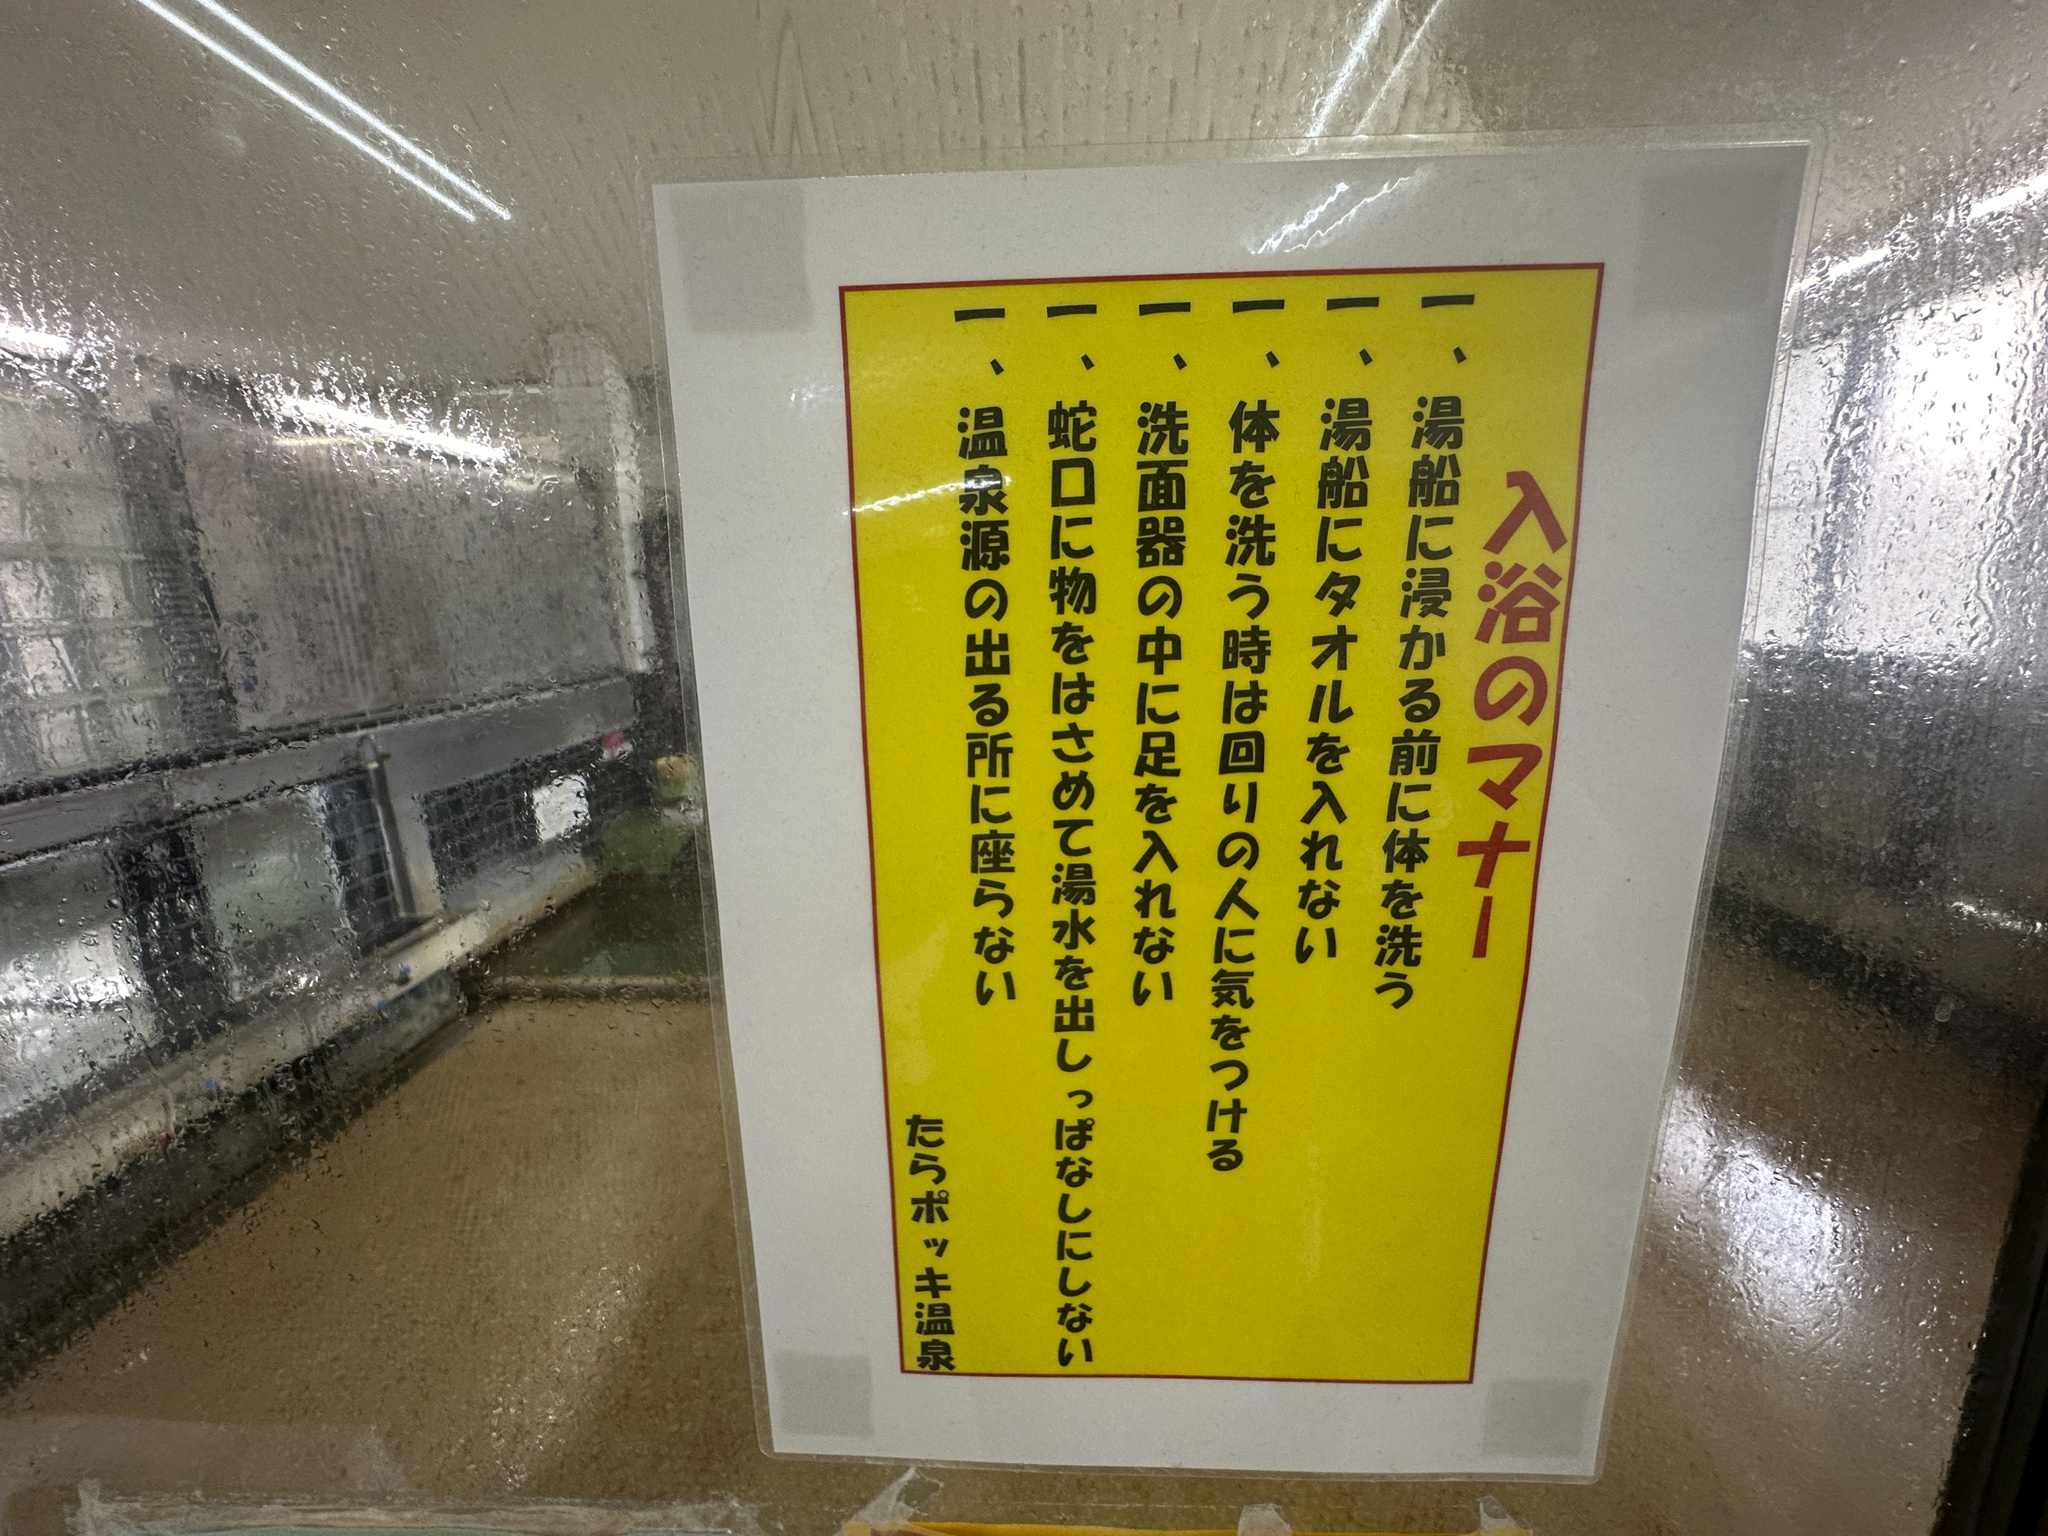 入浴のマナー
一、湯船に浸かる前に体を洗う
一、湯船にタオルを入れない
一、体を洗う時は回りの人に気をつける
一、洗面器の中に足を入れない
一、蛇口に物をはさめて湯水を出しっぱなしにしない
一、温泉源の出る所に座らない
たらポッキ温泉